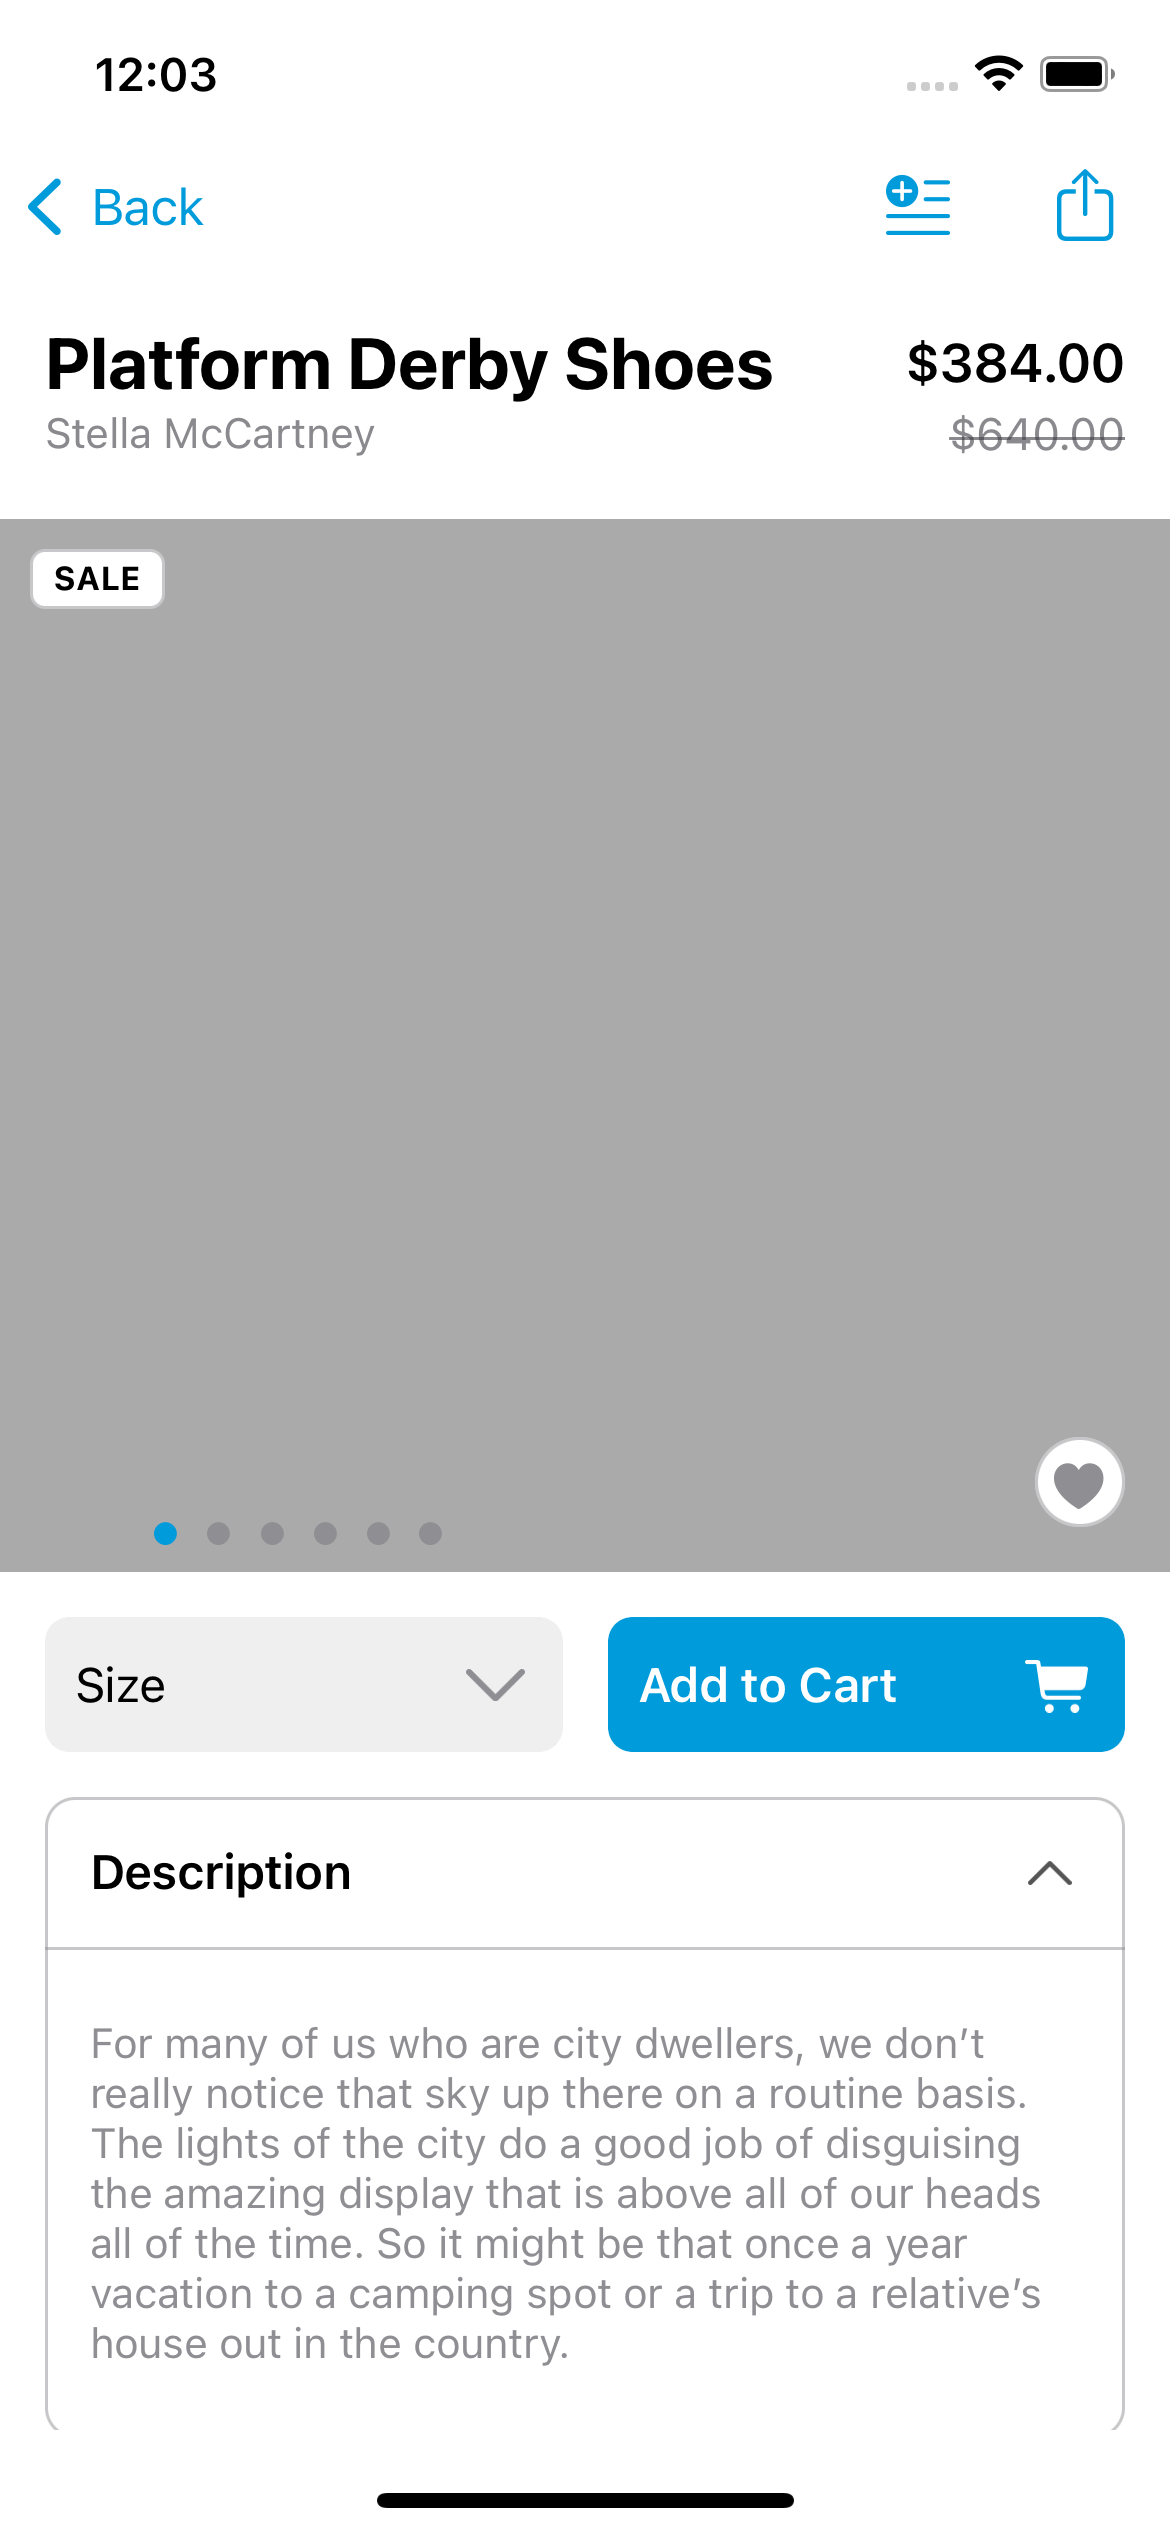 12:03
Back
Platform Derby Shoes
$384.00
Stella McCartney
$640.00
SALE
Size
Add to Cart
Description
For many of us who are city dwellers, we don’t
really notice that sky up there on a routine basis.
The lights of the city do a good job of disguising
the amazing display that is above all of our heads
all of the time. So it might be that once a year
vacation to a camping spot or a trip to a relative’s
house out in the country.